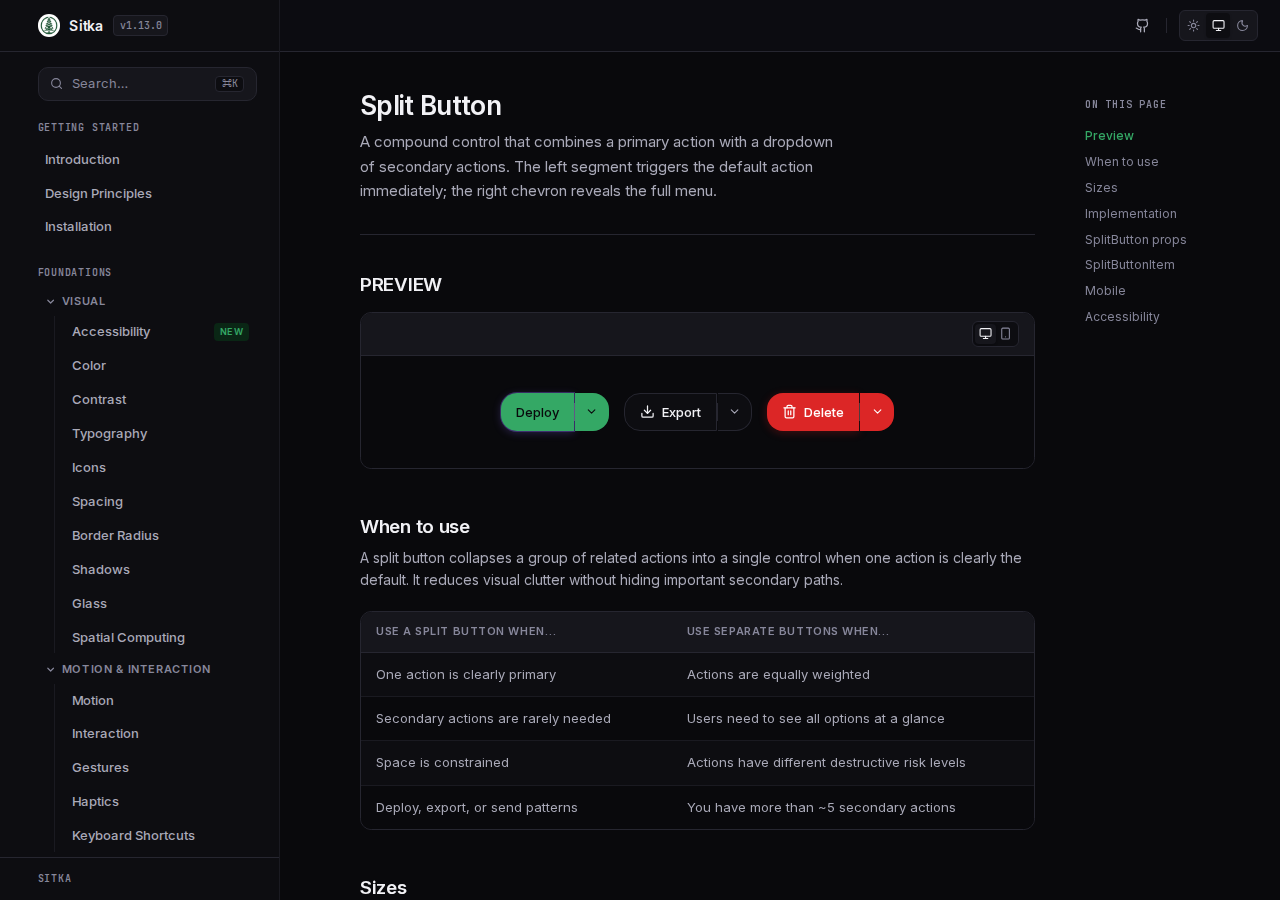 Sitka v1.13.0
Search... ⌘K
GETTING STARTED
Introduction
Design Principles
Installation
FOUNDATIONS
VISUAL
Accessibility NEW
Color
Contrast
Typography
Icons
Spacing
Border Radius
Shadows
Glass
Spatial Computing
MOTION & INTERACTION
Motion
Interaction
Gestures
Haptics
Keyboard Shortcuts
SITKA
Split Button
A compound control that combines a primary action with a dropdown
of secondary actions. The left segment triggers the default action
immediately; the right chevron reveals the full menu.
PREVIEW
Deploy Export Delete
When to use
A split button collapses a group of related actions into a single control when one action is clearly the
default. It reduces visual clutter without hiding important secondary paths.
USE A SPLIT BUTTON WHEN... USE SEPARATE BUTTONS WHEN...
One action is clearly primary Actions are equally weighted
Secondary actions are rarely needed Users need to see all options at a glance
Space is constrained Actions have different destructive risk levels
Deploy, export, or send patterns You have more than ~5 secondary actions
Sizes
ON THIS PAGE
Preview
When to use
Sizes
Implementation
SplitButton props
SplitButtonItem
Mobile
Accessibility